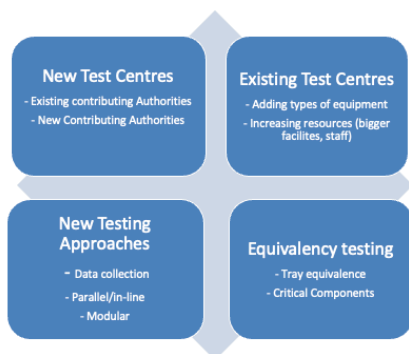 New Test Centres
- Existing contributing Authorities
- New Contributing Authorities
Existing Test Centres
- Adding types of equipment
- Increasing resources (bigger
facilites, staff)
New Testing
Approaches
- Data collection
- Parallel/in-line
- Modular
Equivalency testing
- Tray equivalence
- Critical Components